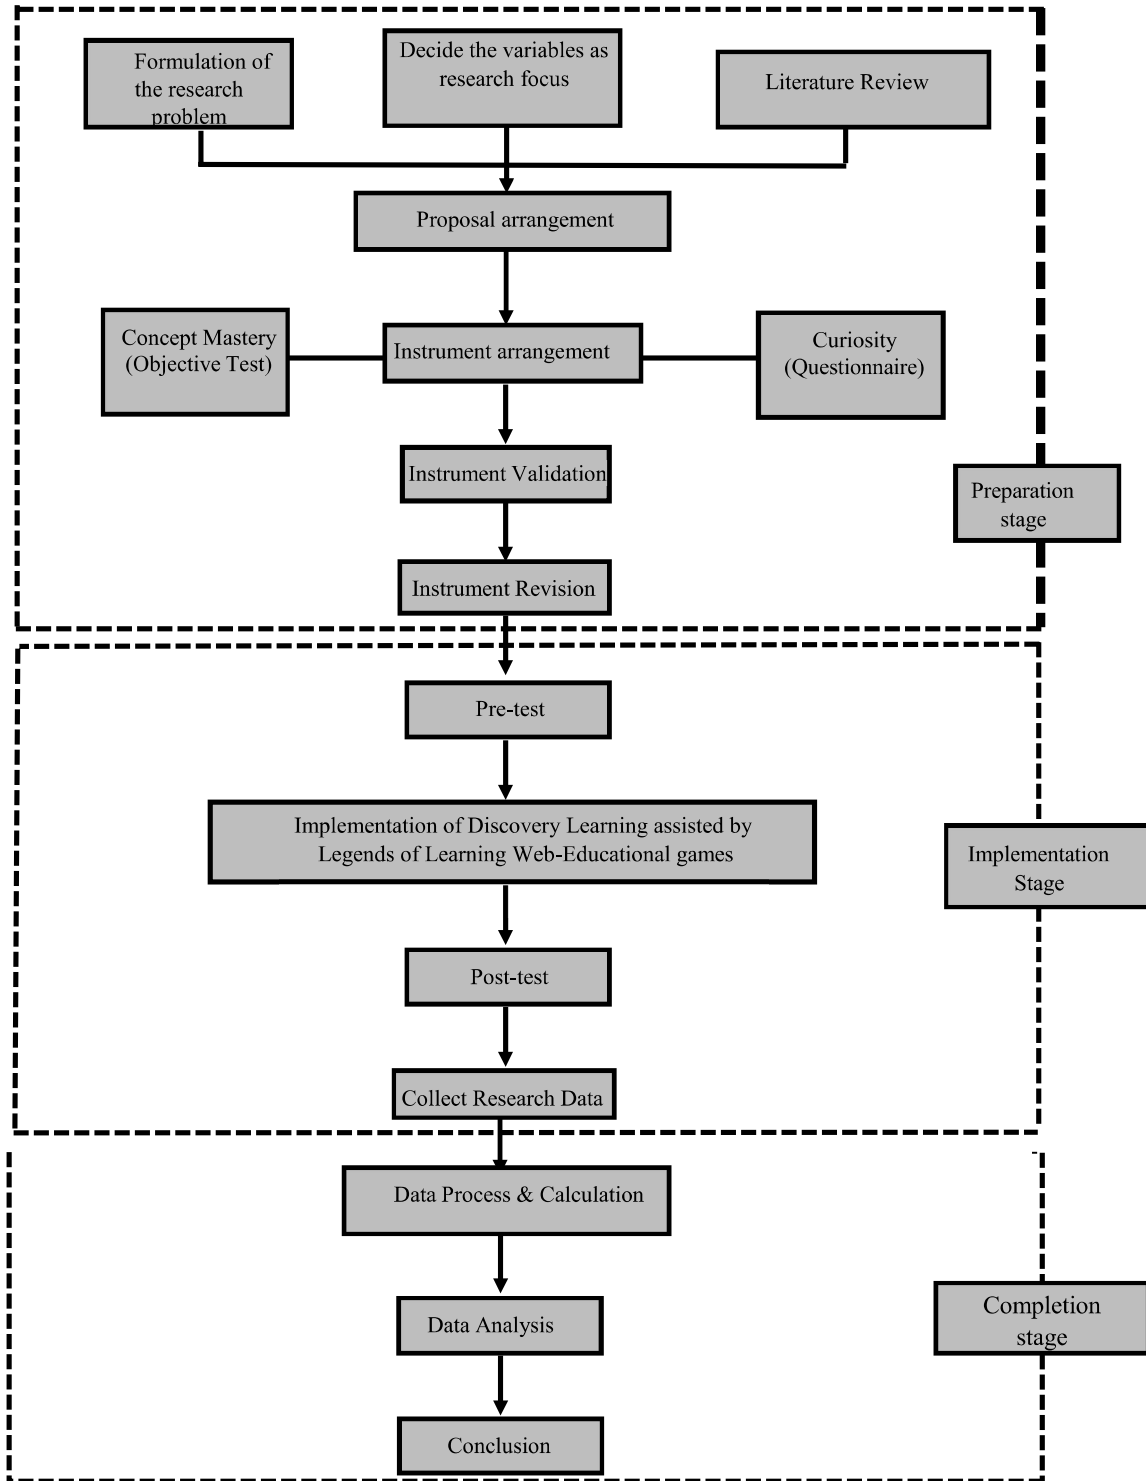 Formulation of
the research
problem
Decide the variables as
research focus
Literature Review
Proposal arrangement
Concept Mastery
(Objective Test)
Instrument arrangement
Curiosity
(Questionnaire)
Instrument Validation
Preparation
stage
Instrument Revision
Pre-test
Implementation of Discovery Learning assisted by
Legends of Learning Web-Educational games
Implementation
Stage
Post-test
Collect Research Data
Data Process & Calculation
Data Analysis
Completion
stage
Conclusion